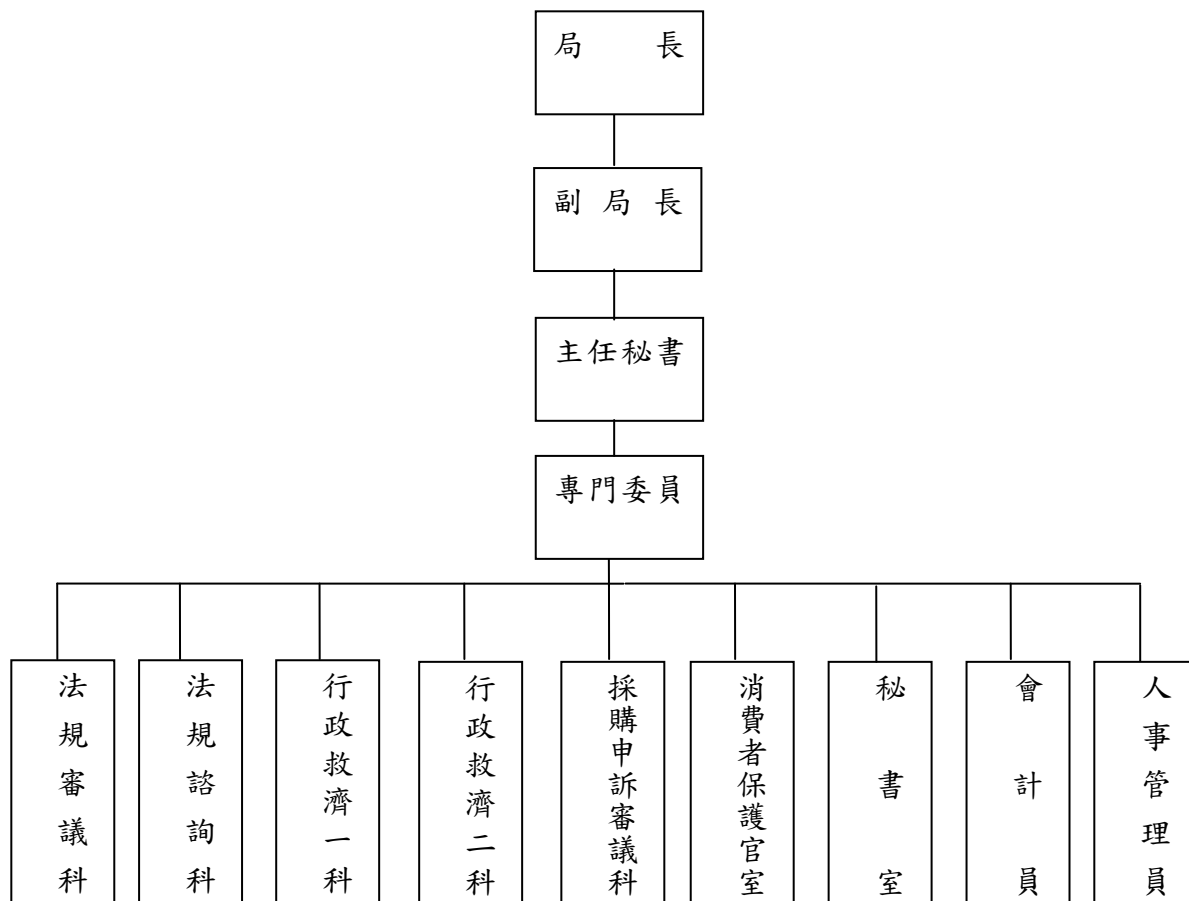 局長
副局長
主任秘書
專門委員
法規審議科
法規諮詢科
行政救濟一科
行政救濟二科
採購申訴審議科
消費者保護官室
秘書室
會計員
人事管理員